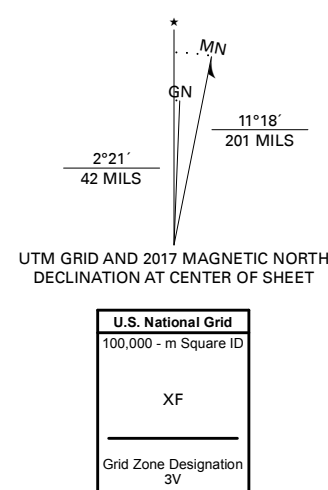 ★
MN
GN
11°18´
201 MILS
2°21´
42 MILS
UTM GRID AND 2017 MAGNETIC NORTH
DECLINATION AT CENTER OF SHEET
U.S. National Grid
100,000 - m Square ID
XF
Grid Zone Designation
3V